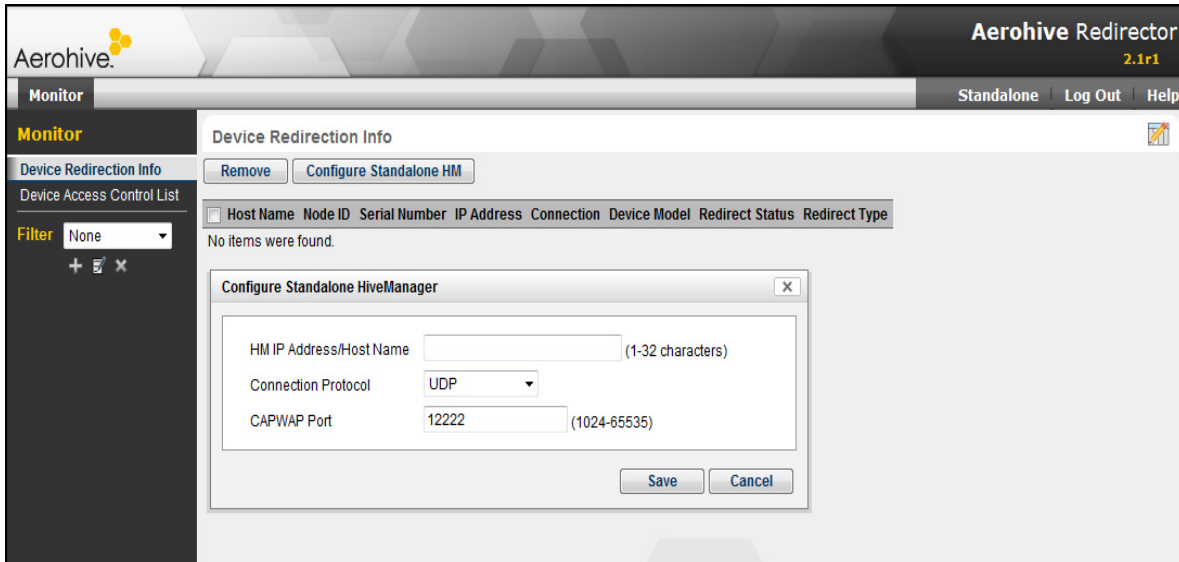 Aerohive.
Aerohive Redirector
2.1r1
Monitor
Standalone Log Out Help
Monitor
Device Redirection Info
Device Access Control List
Filter None
Device Redirection Info
Remove Configure Standalone HM
Host Name Node ID Serial Number IP Address Connection Device Model Redirect Status Redirect Type
No items were found.
Configure Standalone HiveManager
HM IP Address/Host Name (1-32 characters)
Connection Protocol UDP
CAPWAP Port 12222 (1024-65535)
Save Cancel